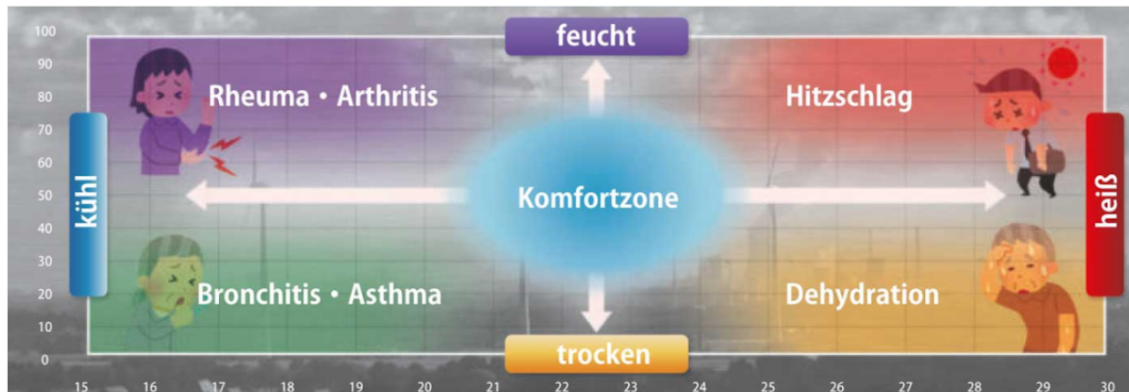 100
feucht
90
80
Rheuma • Arthritis
Hitzschlag
70
60
kühl
50
Komfortzone
heiß
40
30
20
Bronchitis • Asthma
Dehydration
10
0
trocken
15 16 17 18 19 20 21 22 23 24 25 26 27 28 29 30